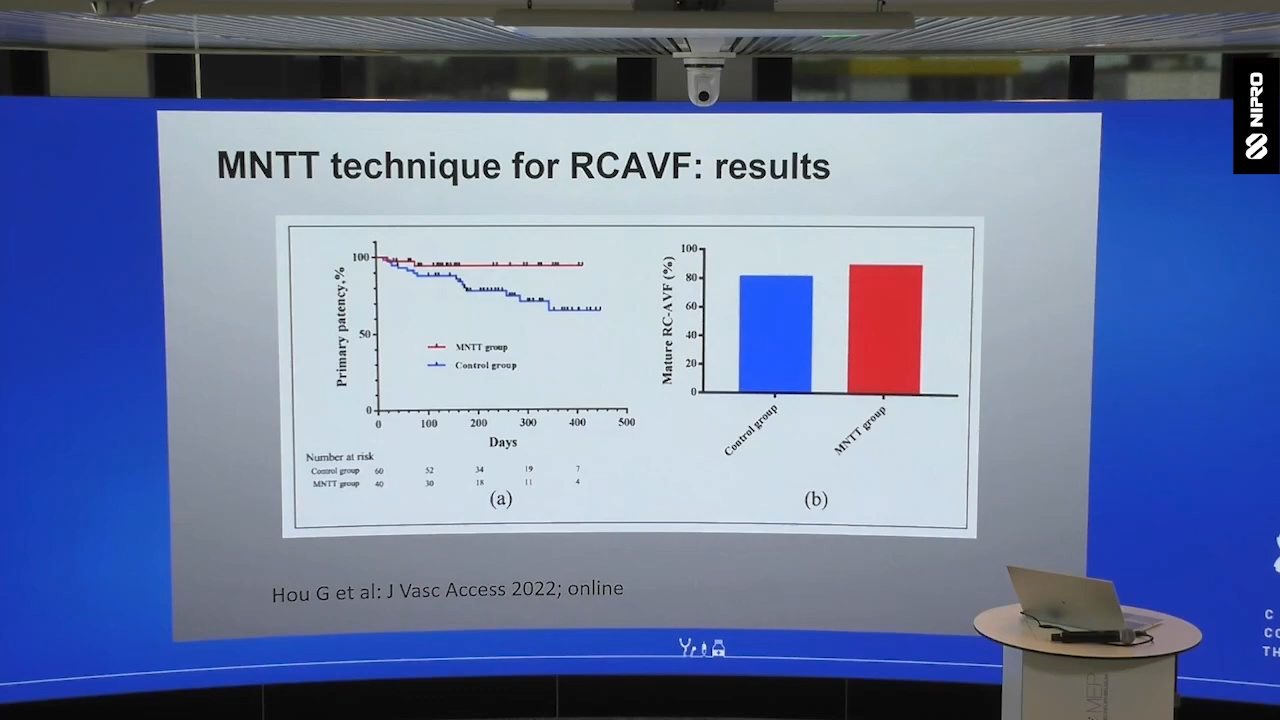 NIPRO
MNTT technique for RCAVF: results
Primary patency,%
100
50
0
MNTT group
Control group
0 100 200 300 400 500
Days
Number at risk
Control group 60 52 34 19 7
MNTT group 40 30 18 11 4
(a)
Mature RC-AVF (%)
100
80
60
40
20
0
Control group
MNTT group
(b)
Hou G et al: J Vasc Access 2022; online
C
CO
TH